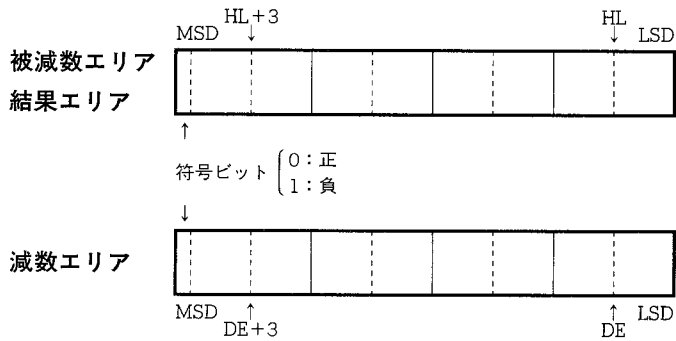 HL+3 HL
MSD LSD
被減数エリア
結果エリア
↑
符号ビット { 0：正
1：負
↓
減数エリア
MSD LSD
DE+3 DE